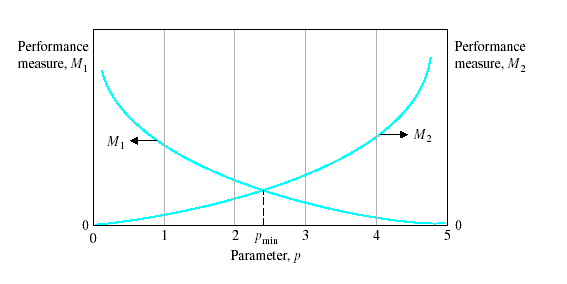 Performance
measure, M1
Performance
measure, M2
M1
M2
0
0
0 1 2 pmin 3 4 5
Parameter, p